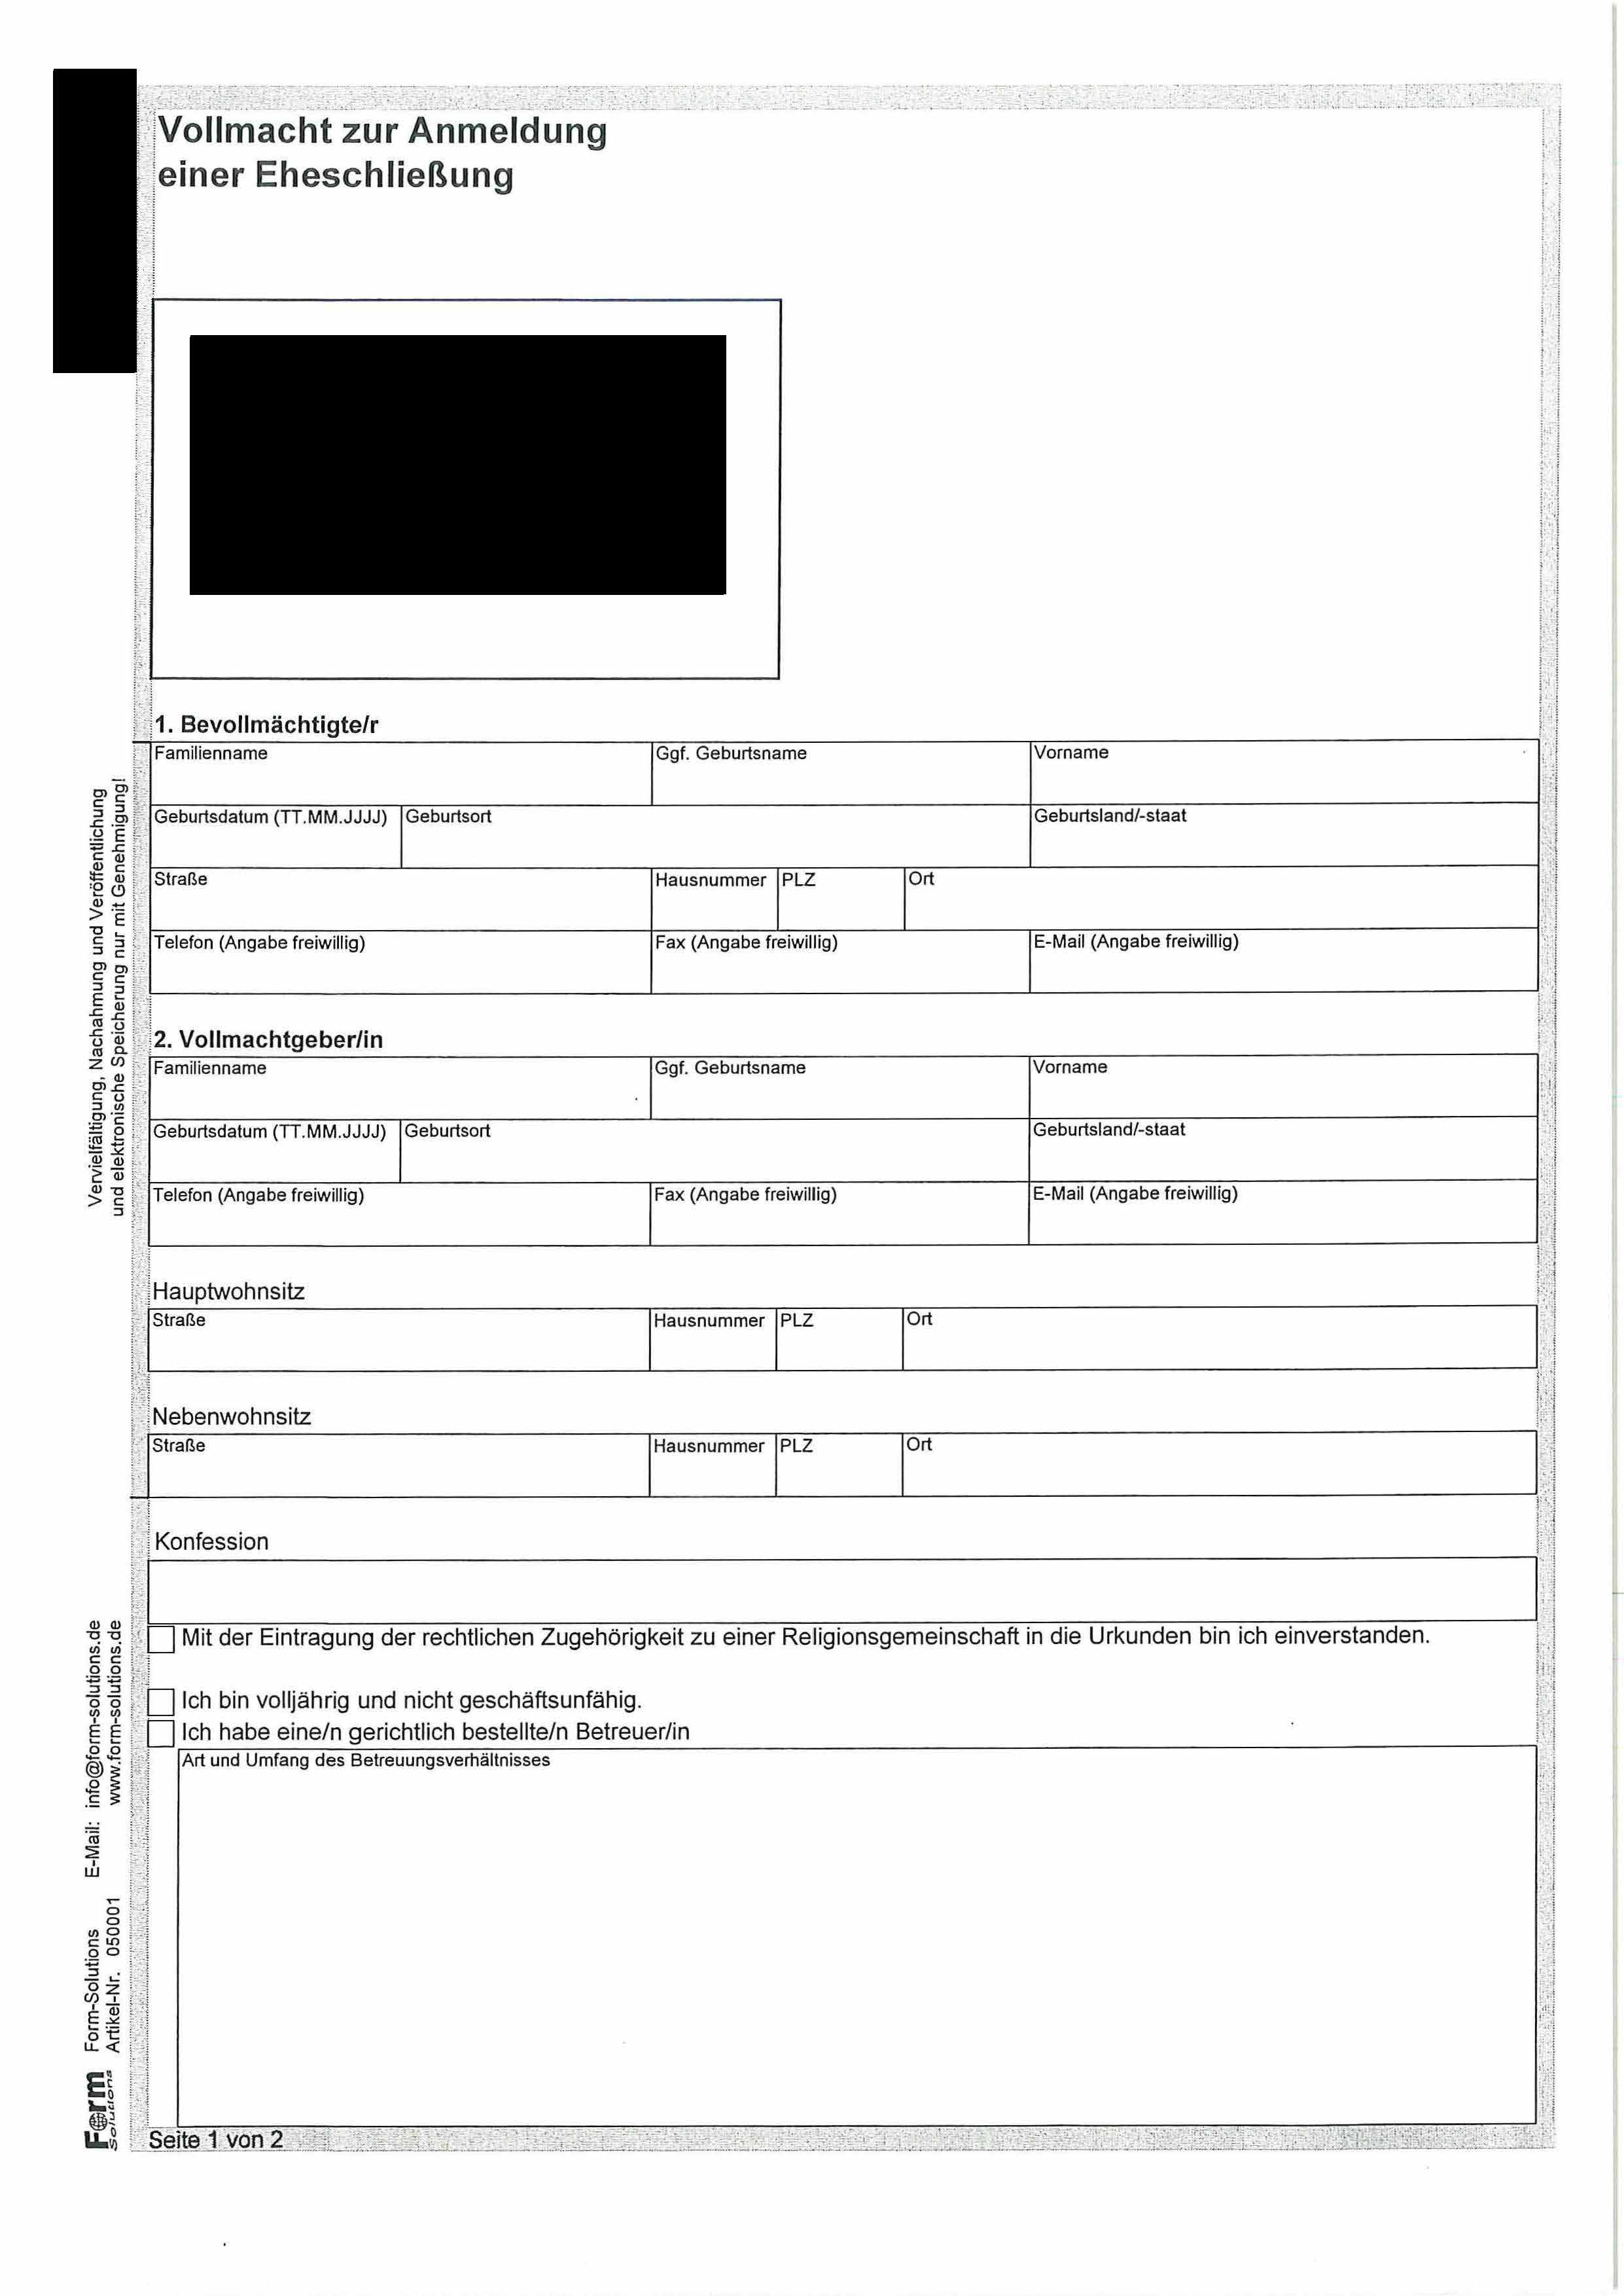 Vollmacht zur Anmeldung
einer Eheschließung
1. Bevollmächtigte/r
Familienname Ggf. Geburtsname Vorname
Geburtsdatum (TT.MM.JJJJ) Geburtsort Geburtsland/-staat
Straße Hausnummer PLZ Ort
Telefon (Angabe freiwillig) Fax (Angabe freiwillig) E-Mail (Angabe freiwillig)
2. Vollmachtgeber/in
Familienname Ggf. Geburtsname Vorname
Geburtsdatum (TT.MM.JJJJ) Geburtsort Geburtsland/-staat
Telefon (Angabe freiwillig) Fax (Angabe freiwillig) E-Mail (Angabe freiwillig)
Hauptwohnsitz
Straße Hausnummer PLZ Ort
Nebenwohnsitz
Straße Hausnummer PLZ Ort
Konfession
Mit der Eintragung der rechtlichen Zugehörigkeit zu einer Religionsgemeinschaft in die Urkunden bin ich einverstanden.
Ich bin volljährig und nicht geschäftsunfähig.
Ich habe eine/n gerichtlich bestellte/n Betreuer/in
Art und Umfang des Betreuungsverhältnisses
Seite 1 von 2
Vervielfältigung, Nachahmung und Veröffentlichung
und elektronische Speicherung nur mit Genehmigung!
Form-Solutions E-Mail: info@form-solutions.de
Artikel-Nr. 050001 www.form-solutions.de
Form
Solutions